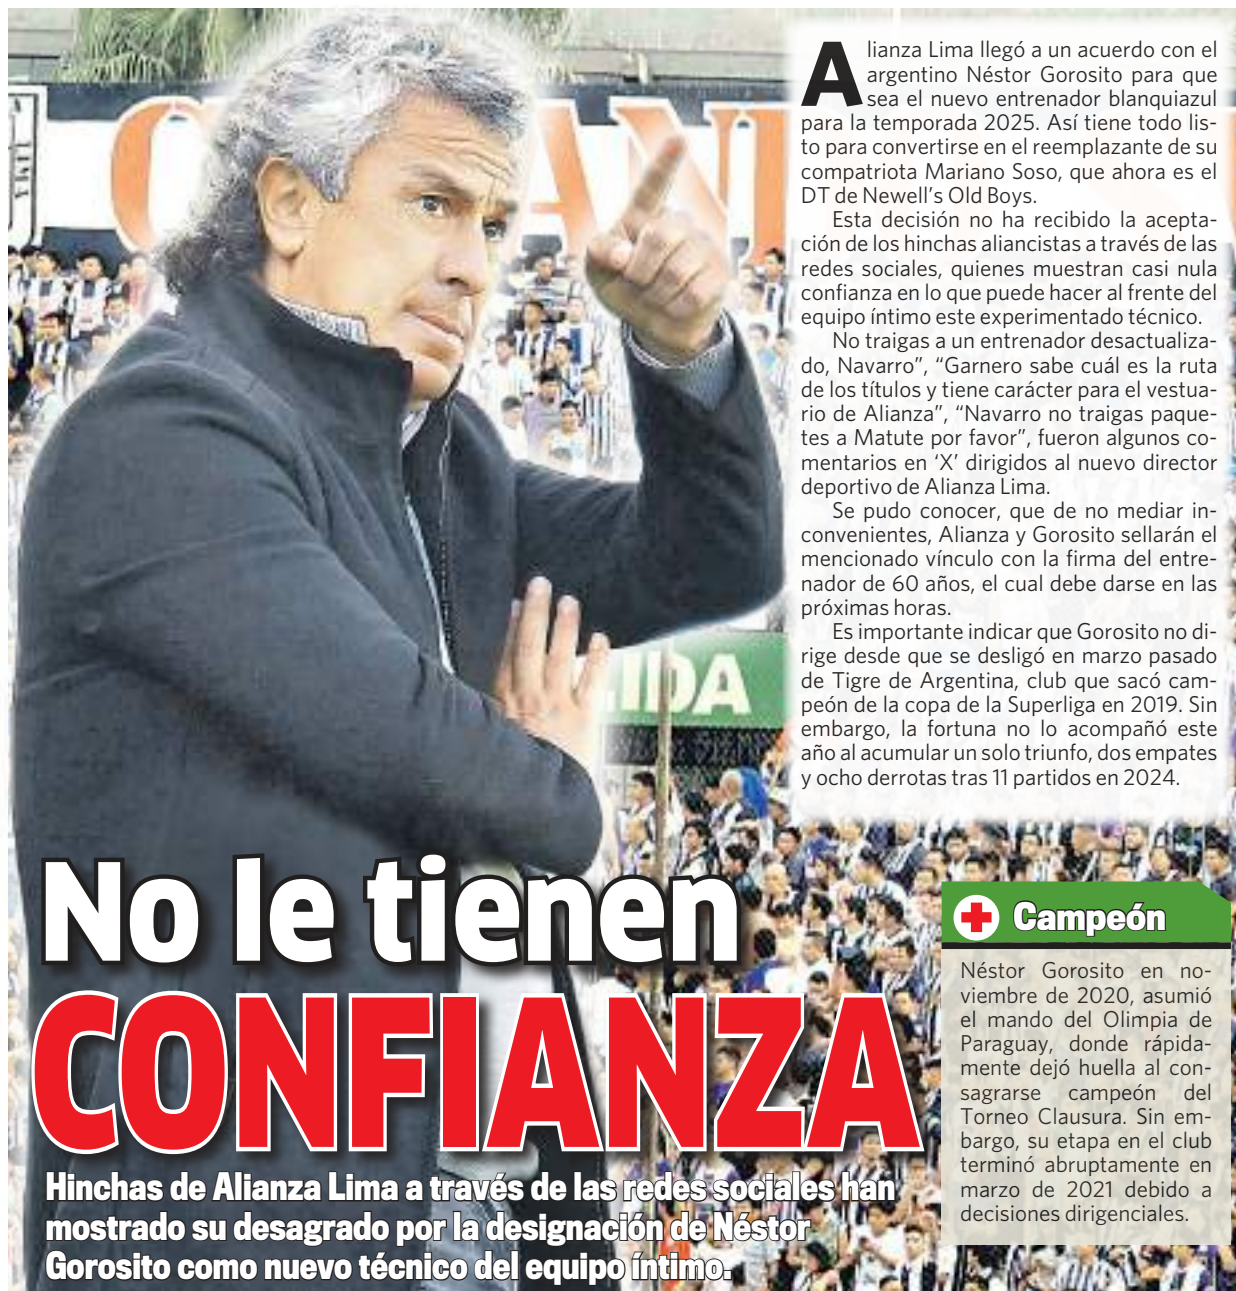 Alianza Lima llegó a un acuerdo con el
argentino Néstor Gorosito para que
sea el nuevo entrenador blanquiazul
para la temporada 2025. Así tiene todo lis-
to para convertirse en el reemplazante de su
compatriota Mariano Soso, que ahora es el
DT de Newell's Old Boys.
Esta decisión no ha recibido la acepta-
ción de los hinchas aliancistas a través de las
redes sociales, quienes muestran casi nula
confianza en lo que puede hacer al frente del
equipo íntimo este experimentado técnico.
No traigas a un entrenador desactualiza-
do, Navarro”, “Garnero sabe cuál es la ruta
de los títulos y tiene carácter para el vestua-
rio de Alianza”, “Navarro no traigas paque-
tes a Matute por favor”, fueron algunos co-
mentarios en ‘X’ dirigidos al nuevo director
deportivo de Alianza Lima.
Se pudo conocer, que de no mediar in-
convenientes, Alianza y Gorosito sellarán el
mencionado vínculo con la firma del entre-
nador de 60 años, el cual debe darse en las
próximas horas.
Es importante indicar que Gorosito no di-
rige desde que se desligó en marzo pasado
de Tigre de Argentina, club que sacó cam-
peón de la copa de la Superliga en 2019. Sin
embargo, la fortuna no lo acompañó este
año al acumular un solo triunfo, dos empates
y ocho derrotas tras 11 partidos en 2024.
LIDA
No le tienen
CONFIANZA
Hinchas de Alianza Lima a través de las redes sociales han
mostrado su desagrado por la designación de Néstor
Gorosito como nuevo técnico del equipo íntimo.
Campeón
Néstor Gorosito en no-
viembre de 2020, asumió
el mando del Olimpia de
Paraguay, donde rápida-
mente dejó huella al con-
sagrarse campeón del
Torneo Clausura. Sin em-
bargo, su etapa en el club
terminó abruptamente en
marzo de 2021 debido a
decisiones dirigenciales.